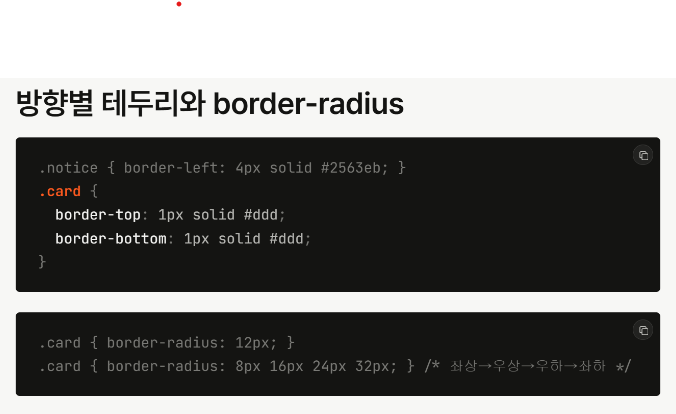 방향별 테두리와 border-radius
.notice { border-left: 4px solid #2563eb; }
.card {
  border-top: 1px solid #ddd;
  border-bottom: 1px solid #ddd;
}
.card { border-radius: 12px; }
.card { border-radius: 8px 16px 24px 32px; } /* 좌상→우상→우하→좌하 */